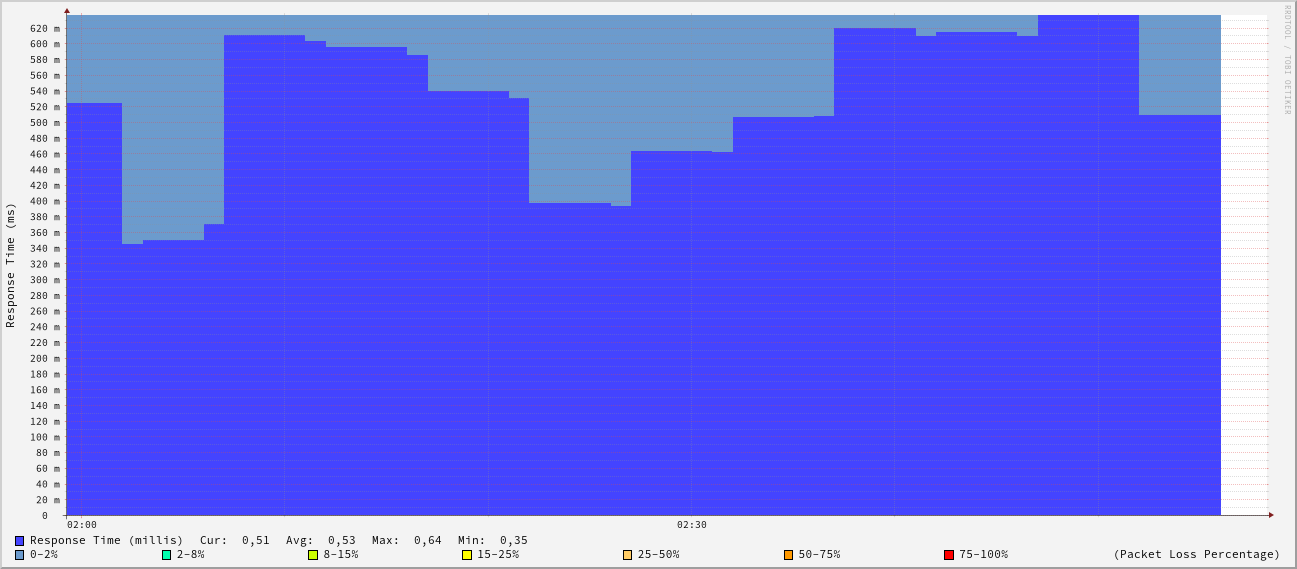 RRDTOOL / TOBI OETIKER
Response Time (ms)
620 m
600 m
580 m
560 m
540 m
520 m
500 m
480 m
460 m
440 m
420 m
400 m
380 m
360 m
340 m
320 m
300 m
280 m
260 m
240 m
220 m
200 m
180 m
160 m
140 m
120 m
100 m
80 m
60 m
40 m
20 m
0
02:00 02:30
Response Time (millis) Cur: 0,51 Avg: 0,53 Max: 0,64 Min: 0,35
0-2% 2-8% 8-15% 15-25% 25-50% 50-75% 75-100% (Packet Loss Percentage)